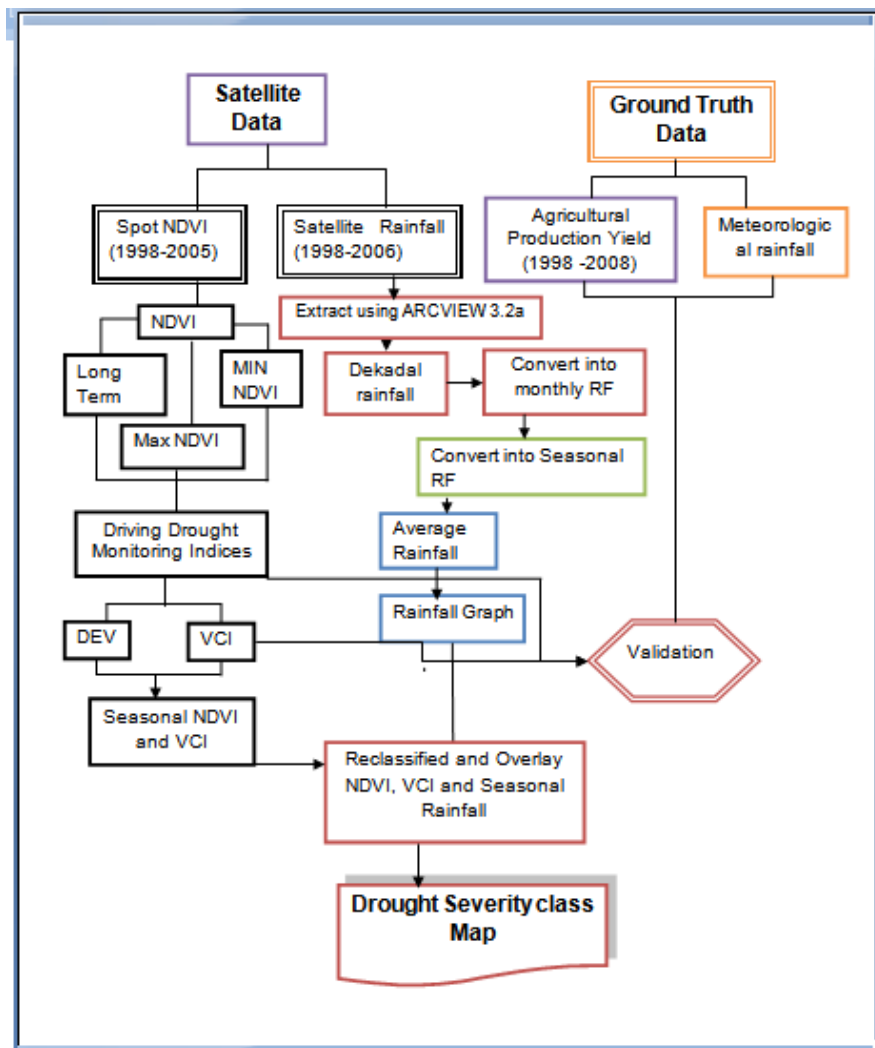 Satellite
Data
Ground Truth
Data
Spot NDVI
(1998-2005)
Satellite Rainfall
(1998-2006)
Agricultural
Production Yield
(1998 -2008)
Meteorologic
al rainfall
NDVI
Extract using ARCVIEW 3.2a
Long
Term
MIN
NDVI
Dekadal
rainfall
Convert into
monthly RF
Max NDVI
Convert into Seasonal
RF
Driving Drought
Monitoring Indices
Average
Rainfall
Rainfall Graph
DEV
VCI
Validation
Seasonal NDVI
and VCI
Reclassified and Overlay
NDVI, VCI and Seasonal
Rainfall
Drought Severity class
Map